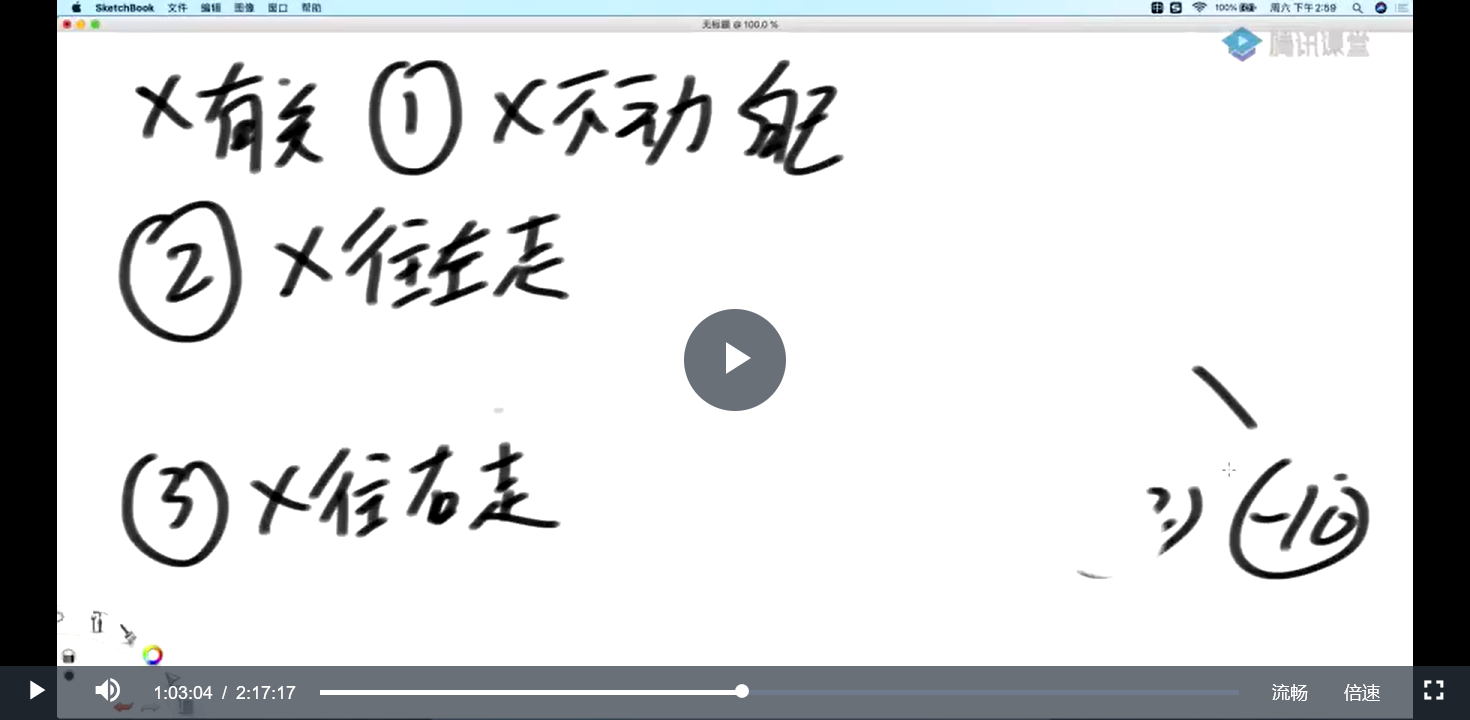 SketchBook 文件 编辑 图像 窗口 帮助 100% 周六 下午2:59
无标题 @ 100.0 %
腾讯课堂
X有关 ① X不动 配
② X往左走
③ X往右走
-10
1:03:04 / 2:17:17 流畅 倍速